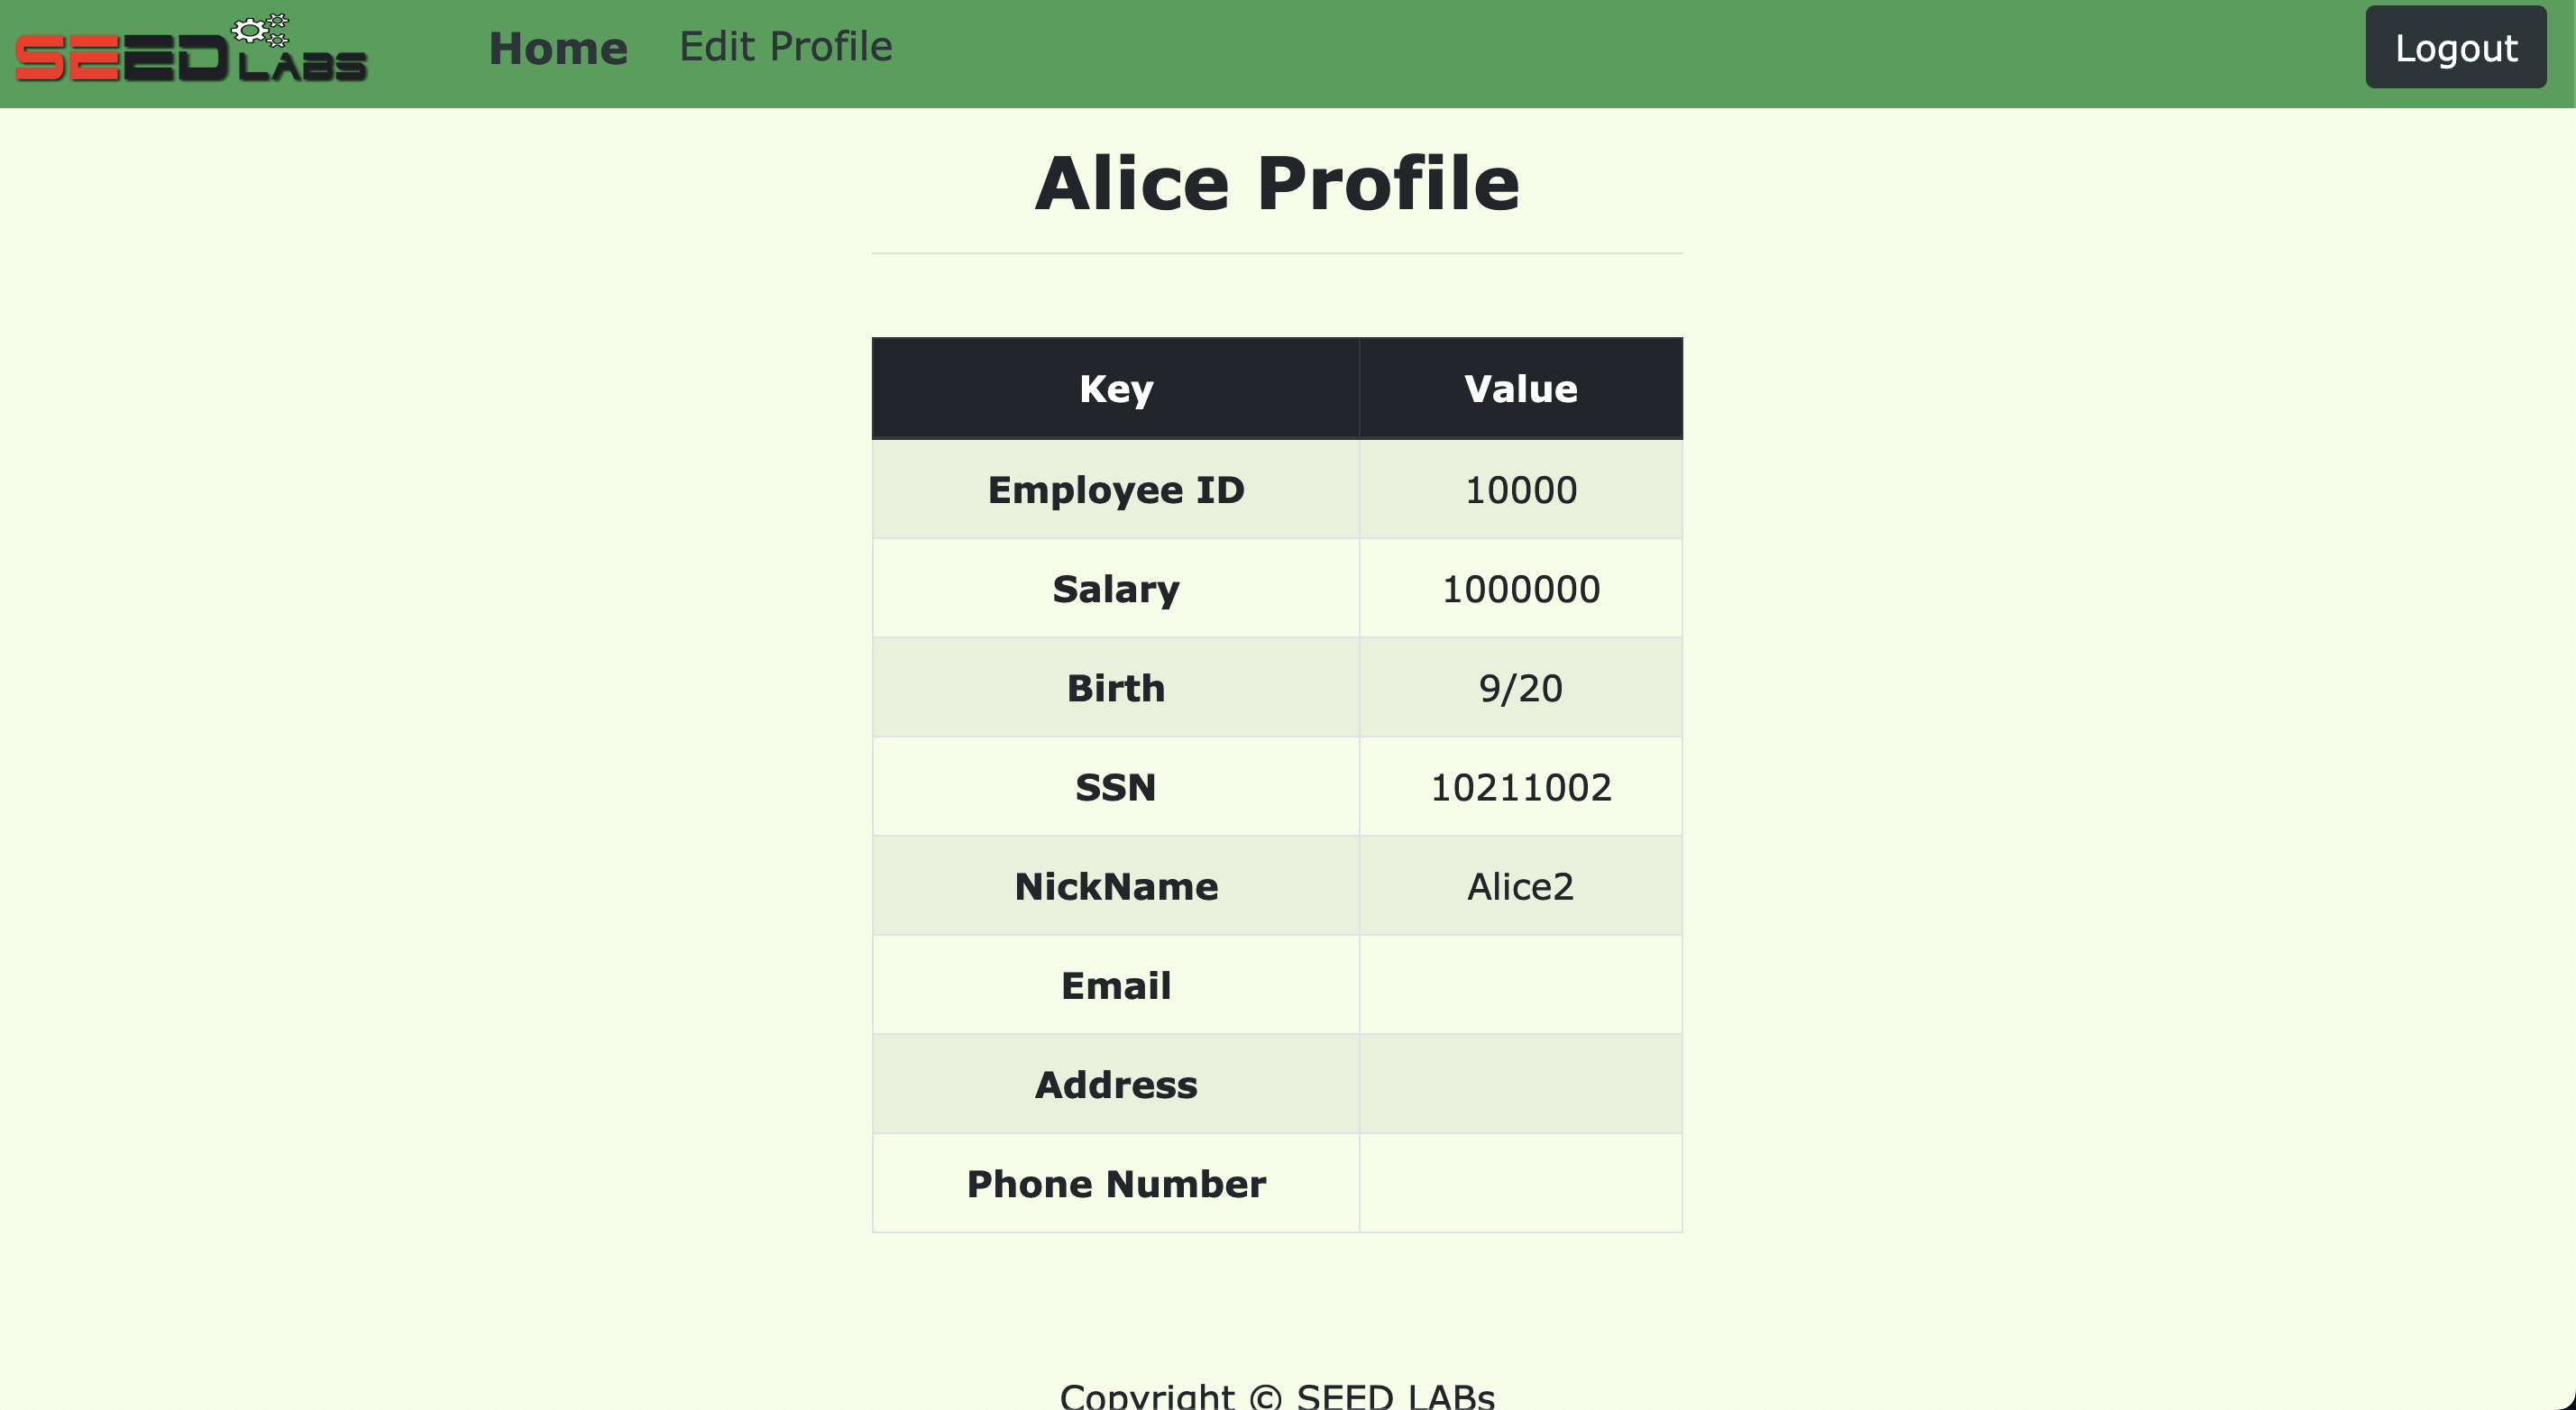 SEED LABS Home Edit Profile Logout
Alice Profile
Key Value
Employee ID 10000
Salary 1000000
Birth 9/20
SSN 10211002
NickName Alice2
Email
Address
Phone Number
Copyright © SEED LABs